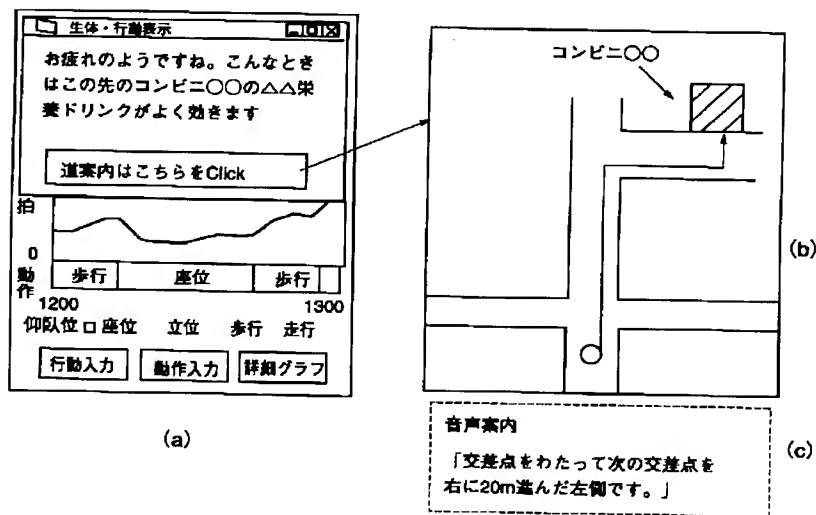 生体・行動表示
お疲れのようですね。こんなとき
はこの先のコンビニ〇〇の△△栄
養ドリンクがよく効きます
道案内はこちらをClick
拍
0
動作
歩行 座位 歩行
1200 1300
仰臥位 座位 立位 歩行 走行
行動入力 動作入力 詳細グラフ
(a)
コンビニ〇〇
(b)
音声案内
「交差点をわたって次の交差点を
右に20m進んだ左側です。」
(c)